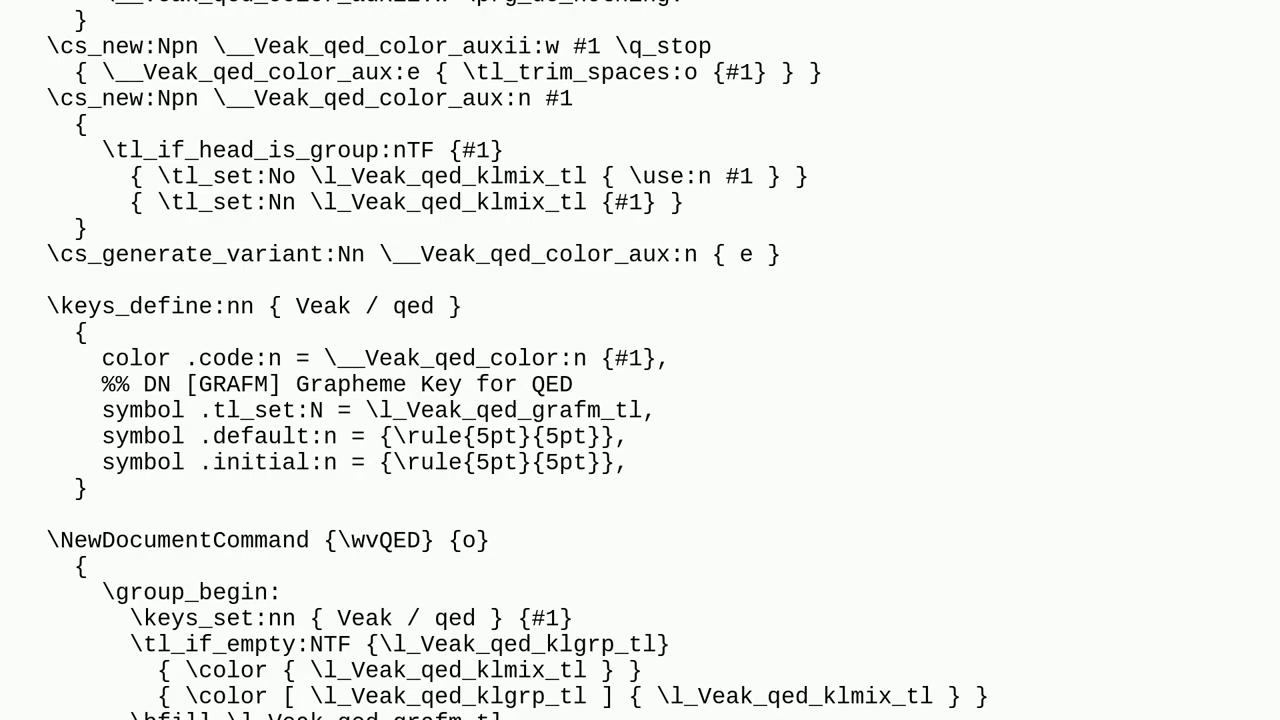 }
\cs_new:Npn \__Veak_qed_color_auxii:w #1 \q_stop
{ \__Veak_qed_color_aux:e { \tl_trim_spaces:o {#1} } }
\cs_new:Npn \__Veak_qed_color_aux:n #1
{
\tl_if_head_is_group:nTF {#1}
{ \tl_set:No \l_Veak_qed_klmix_tl { \use:n #1 } }
{ \tl_set:Nn \l_Veak_qed_klmix_tl {#1} }
}
\cs_generate_variant:Nn \__Veak_qed_color_aux:n { e }
\keys_define:nn { Veak / qed }
{
color .code:n = \__Veak_qed_color:n {#1},
%% DN [GRAFM] Grapheme Key for QED
symbol .tl_set:N = \l_Veak_qed_grafm_tl,
symbol .default:n = {\rule{5pt}{5pt}},
symbol .initial:n = {\rule{5pt}{5pt}},
}
\NewDocumentCommand {\wvQED} {o}
{
\group_begin:
\keys_set:nn { Veak / qed } {#1}
\tl_if_empty:NTF {\l_Veak_qed_klgrp_tl}
{ \color { \l_Veak_qed_klmix_tl } }
{ \color [ \l_Veak_qed_klgrp_tl ] { \l_Veak_qed_klmix_tl } }
\hfill \l_Veak_qed_grafm_tl